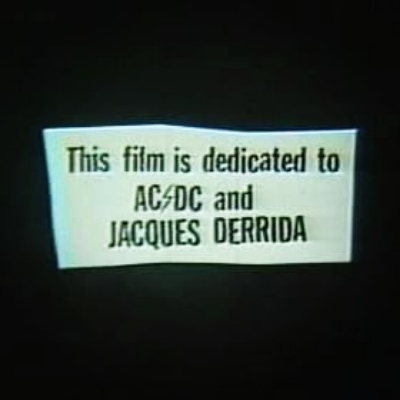 This film is dedicated to
AC⚡DC and
JACQUES DERRIDA